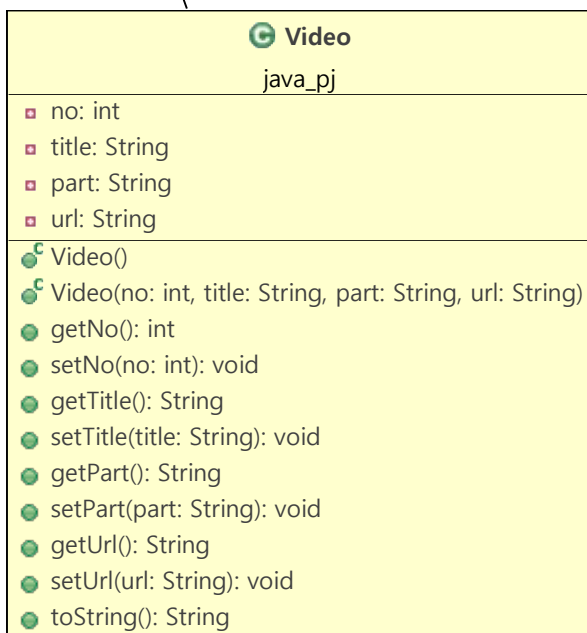 Video
java_pj
no: int
title: String
part: String
url: String
Video()
Video(no: int, title: String, part: String, url: String)
getNo(): int
setNo(no: int): void
getTitle(): String
setTitle(title: String): void
getPart(): String
setPart(part: String): void
getUrl(): String
setUrl(url: String): void
toString(): String